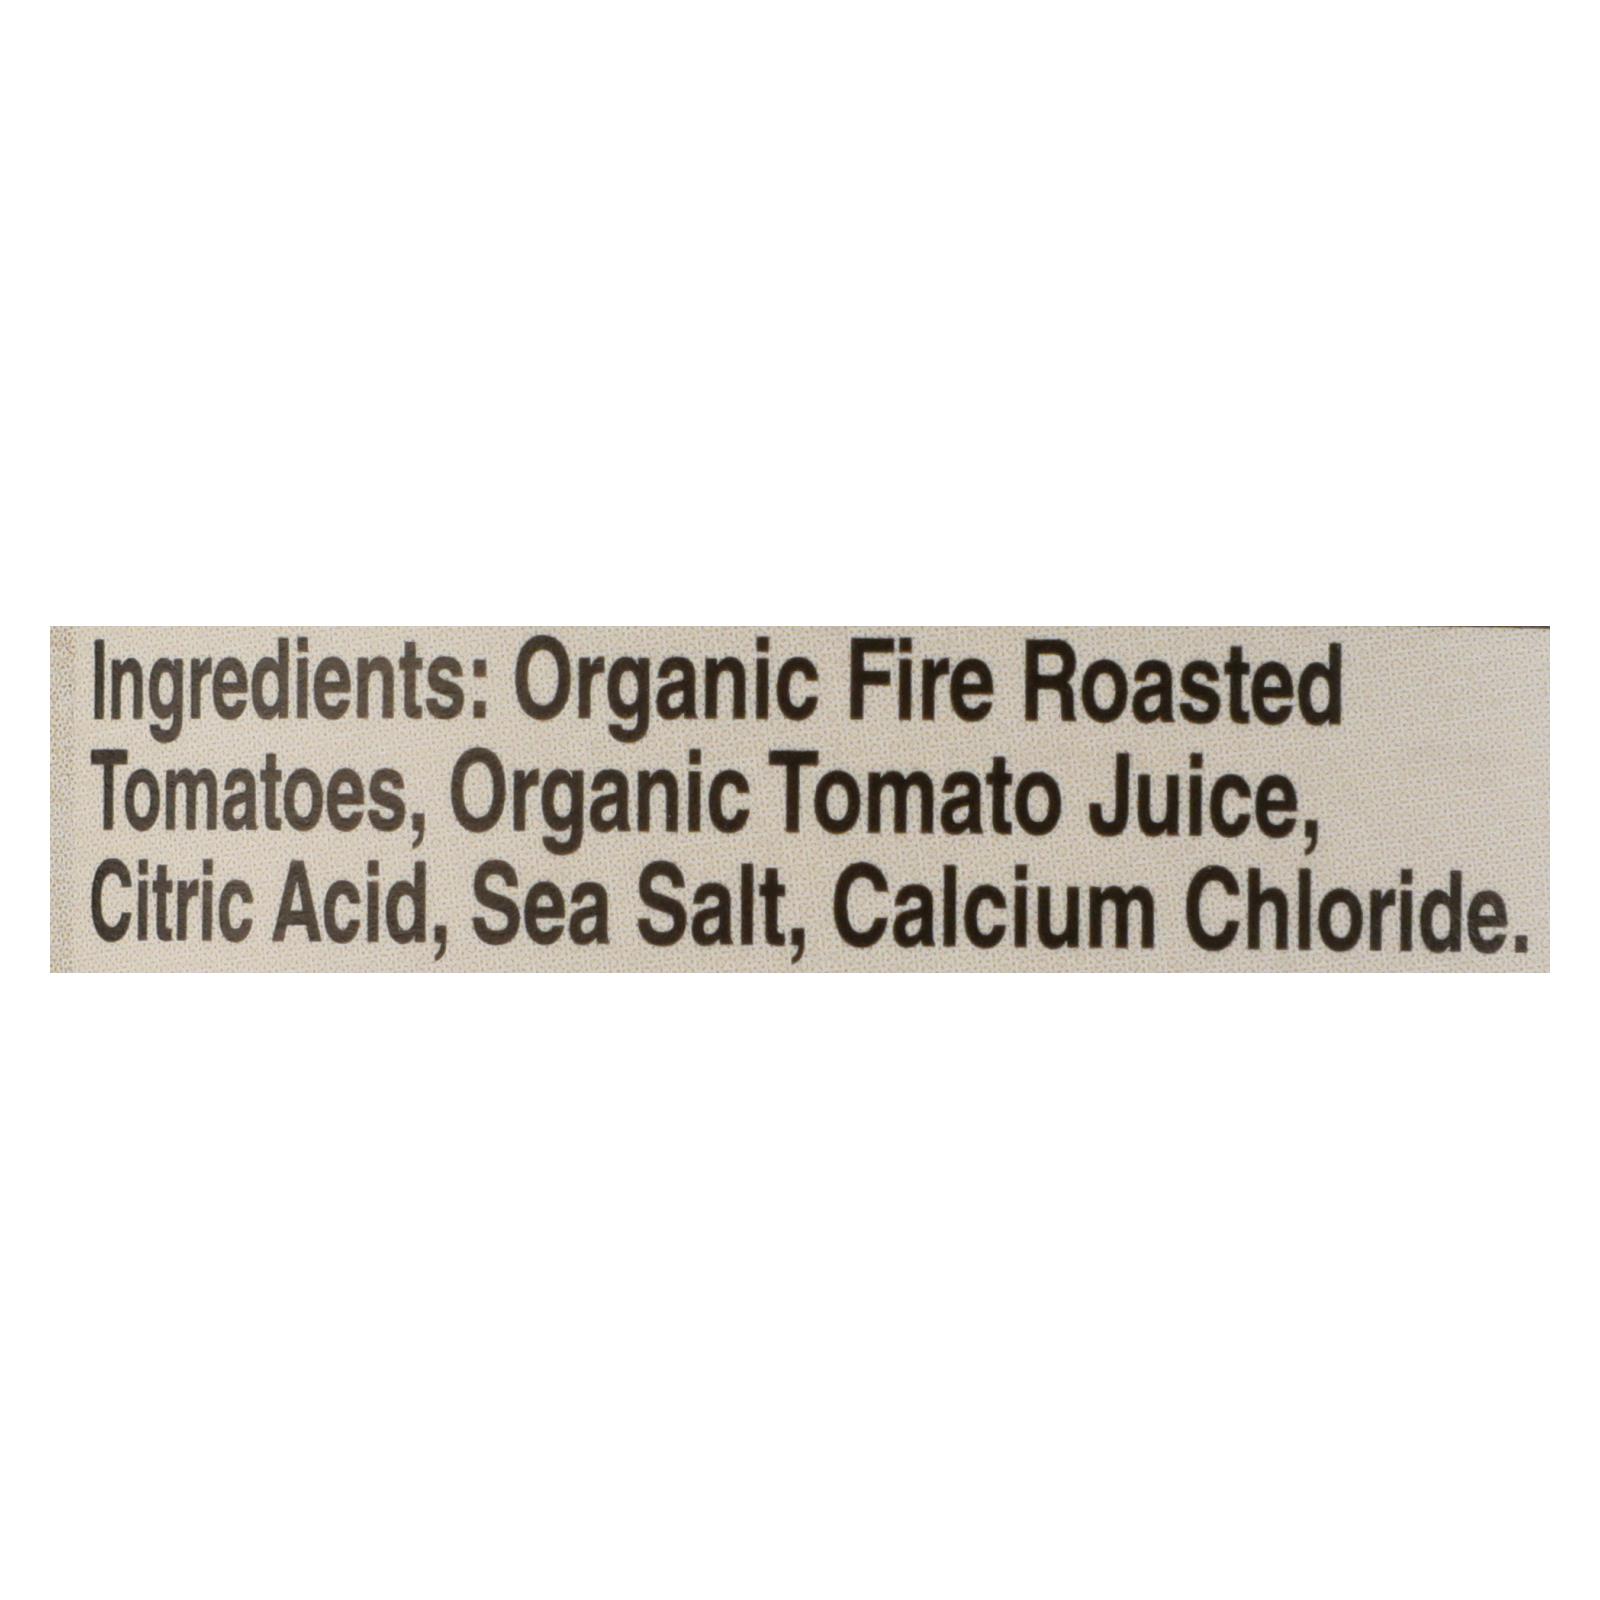 Ingredients: Organic Fire Roasted
Tomatoes, Organic Tomato Juice,
Citric Acid, Sea Salt, Calcium Chloride.